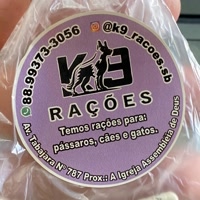 88.99373-3056 @k9_racoes.sb
K9
RAÇÕES
Temos rações para:
pássaros, cães e gatos.
Av. Tabajara N° 787 Prox.: A Igreja Assembleia de Deus